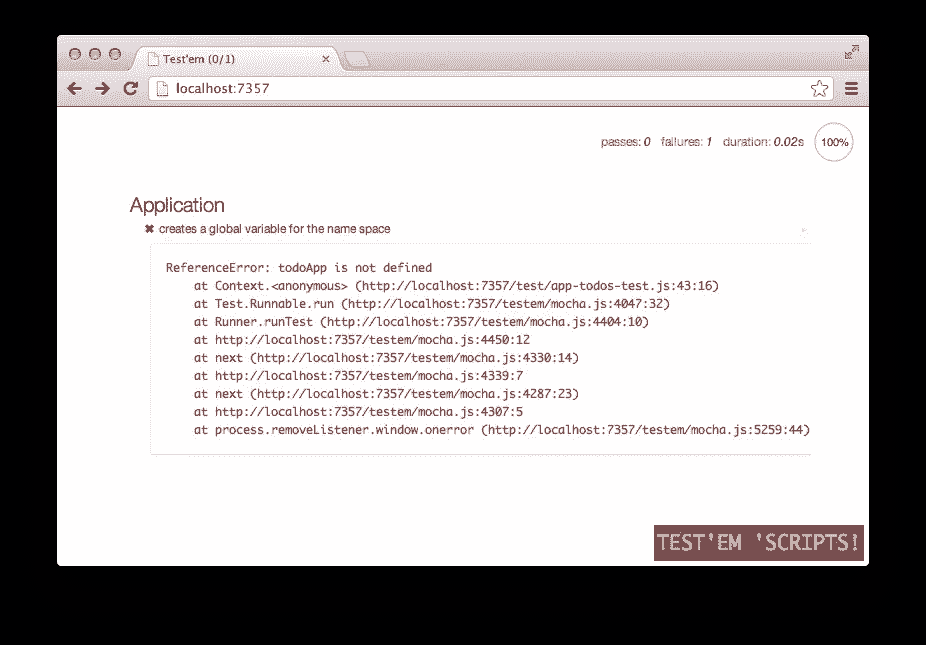 Test'em (0/1)
localhost:7357
passes: 0 failures: 1 duration: 0.02s 100%
Application
✖ creates a global variable for the name space
ReferenceError: todoApp is not defined
at Context.<anonymous> (http://localhost:7357/test/app-todos-test.js:43:16)
at Test.Runnable.run (http://localhost:7357/testem/mocha.js:4047:32)
at Runner.runTest (http://localhost:7357/testem/mocha.js:4404:10)
at http://localhost:7357/testem/mocha.js:4450:12
at next (http://localhost:7357/testem/mocha.js:4330:14)
at http://localhost:7357/testem/mocha.js:4339:7
at next (http://localhost:7357/testem/mocha.js:4287:23)
at http://localhost:7357/testem/mocha.js:4307:5
at process.removeListener.window.onerror (http://localhost:7357/testem/mocha.js:5259:44)
TEST'EM 'SCRIPTS!